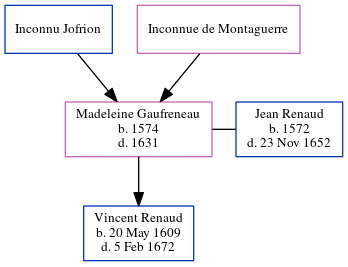 Inconnu Jofrion
Inconnue de Montaguerre
Madeleine Gaufreneau
b. 1574
d. 1631
Jean Renaud
b. 1572
d. 23 Nov 1652
Vincent Renaud
b. 20 May 1609
d. 5 Feb 1672